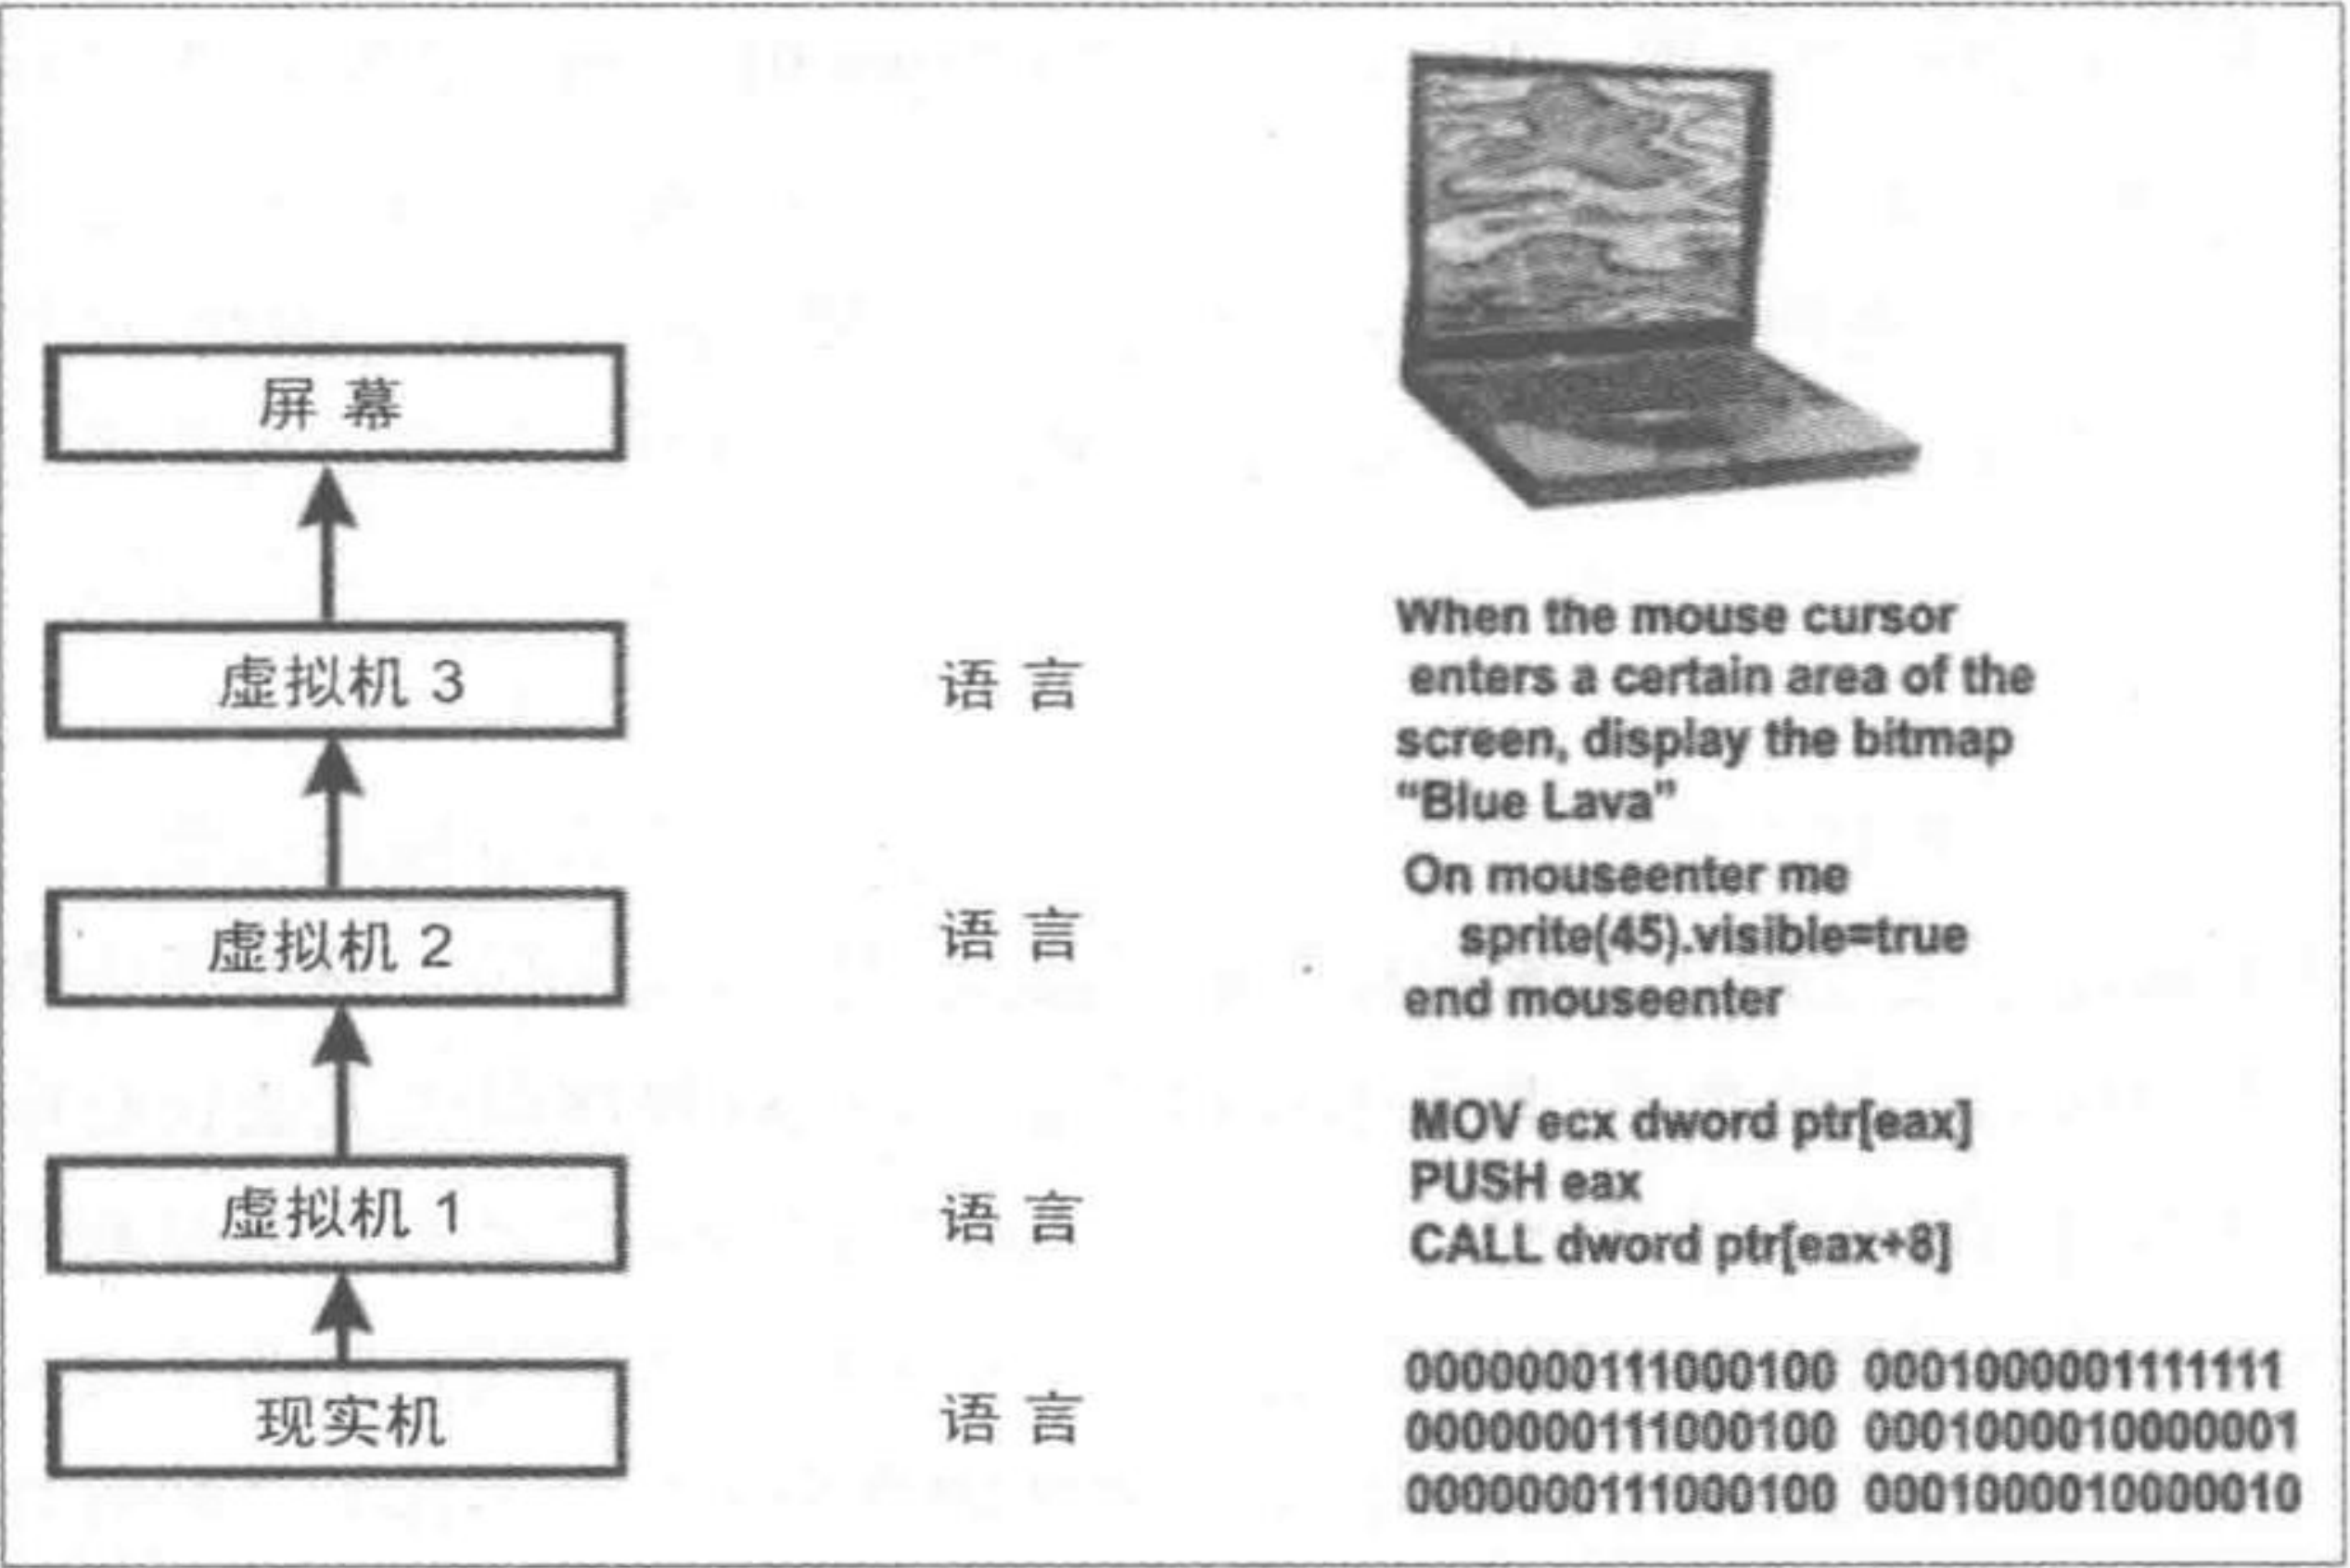 屏 幕
虚拟机 3
语 言
When the mouse cursor
enters a certain area of the
screen, display the bitmap
“Blue Lava”
虚拟机 2
语 言
On mouseenter me
sprite(45).visible=true
end mouseenter
虚拟机 1
语 言
MOV ecx dword ptr[eax]
PUSH eax
CALL dword ptr[eax+8]
现实机
语 言
0000000111000100 0001000001111111
0000000111000100 0001000010000001
0000000111000100 0001000010000010